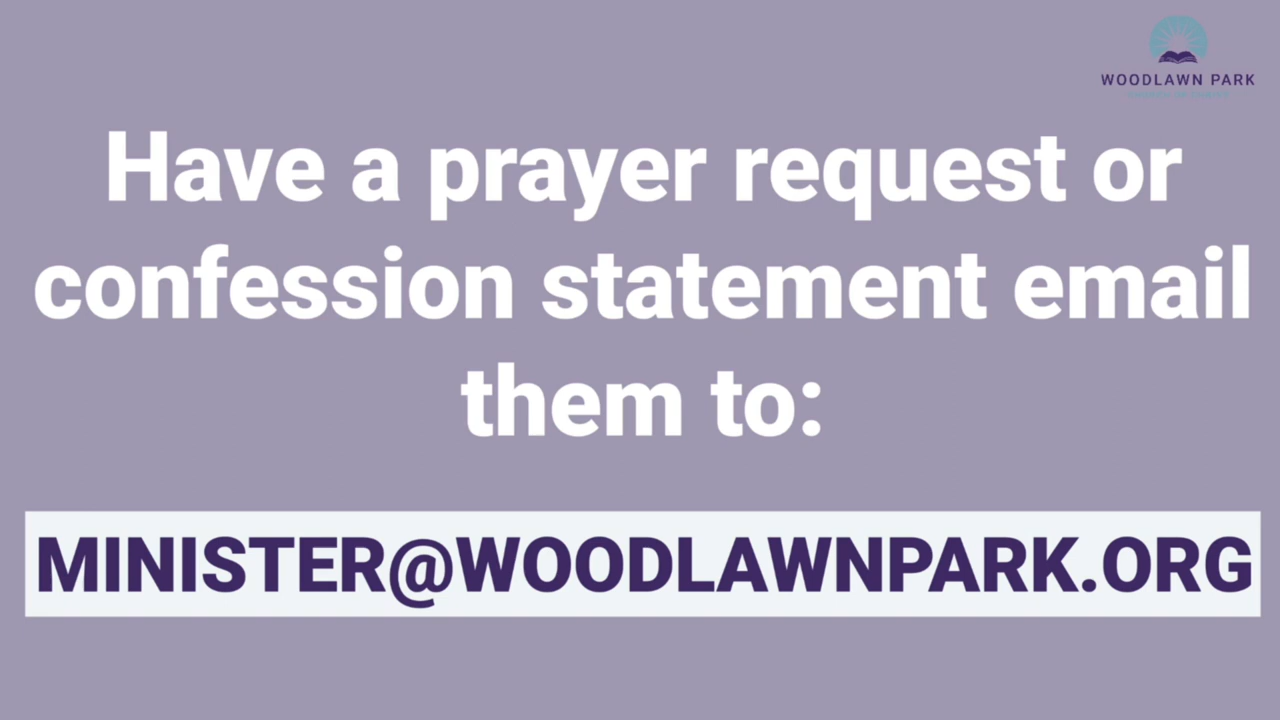 WOODLAWN PARK
Have a prayer request or
confession statement email
them to:
MINISTER@WOODLAWNPARK.ORG